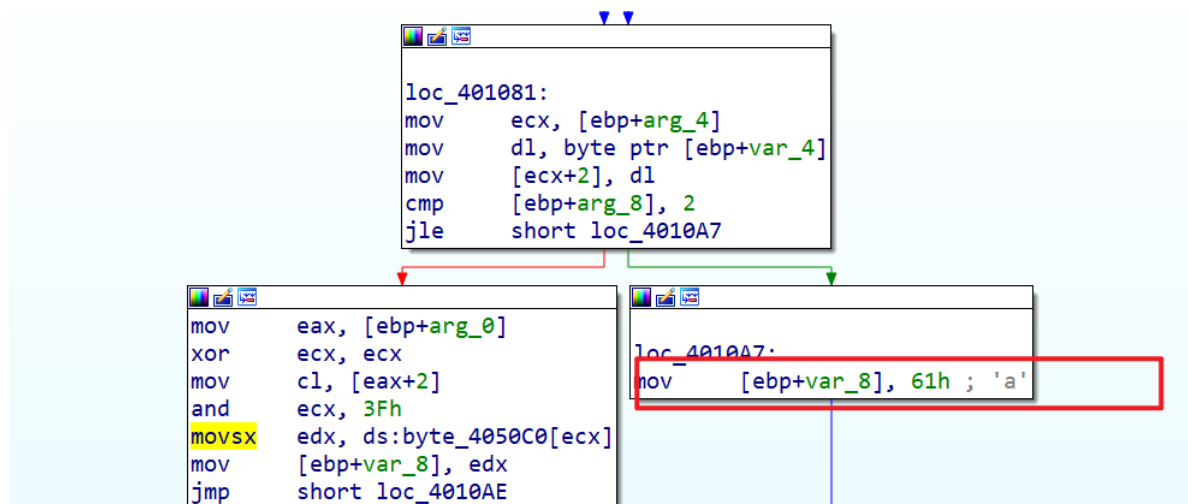 loc_401081:
mov ecx, [ebp+arg_4]
mov dl, byte ptr [ebp+var_4]
mov [ecx+2], dl
cmp [ebp+arg_8], 2
jle short loc_4010A7
mov eax, [ebp+arg_0]
xor ecx, ecx
mov cl, [eax+2]
and ecx, 3Fh
movsx edx, ds:byte_4050C0[ecx]
mov [ebp+var_8], edx
jmp short loc_4010AE
loc_4010A7:
mov [ebp+var_8], 61h ; 'a'